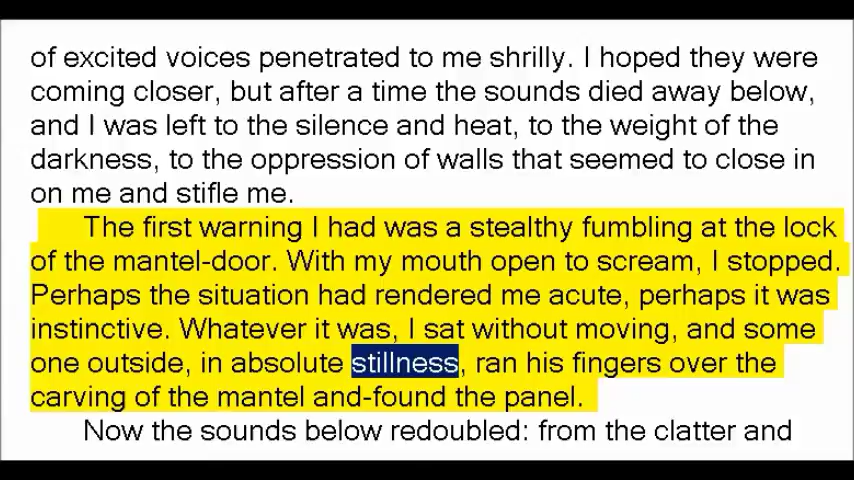 of excited voices penetrated to me shrilly. I hoped they were
coming closer, but after a time the sounds died away below,
and I was left to the silence and heat, to the weight of the
darkness, to the oppression of walls that seemed to close in
on me and stifle me.
The first warning I had was a stealthy fumbling at the lock
of the mantel-door. With my mouth open to scream, I stopped.
Perhaps the situation had rendered me acute, perhaps it was
instinctive. Whatever it was, I sat without moving, and some
one outside, in absolute stillness, ran his fingers over the
carving of the mantel and-found the panel.
Now the sounds below redoubled: from the clatter and